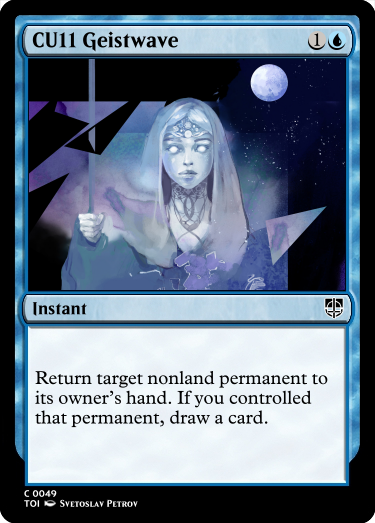 CU11 Geistwave 1
Instant
Return target nonland permanent to
its owner's hand. If you controlled
that permanent, draw a card.
C 0049
TOI Svetoslav Petrov